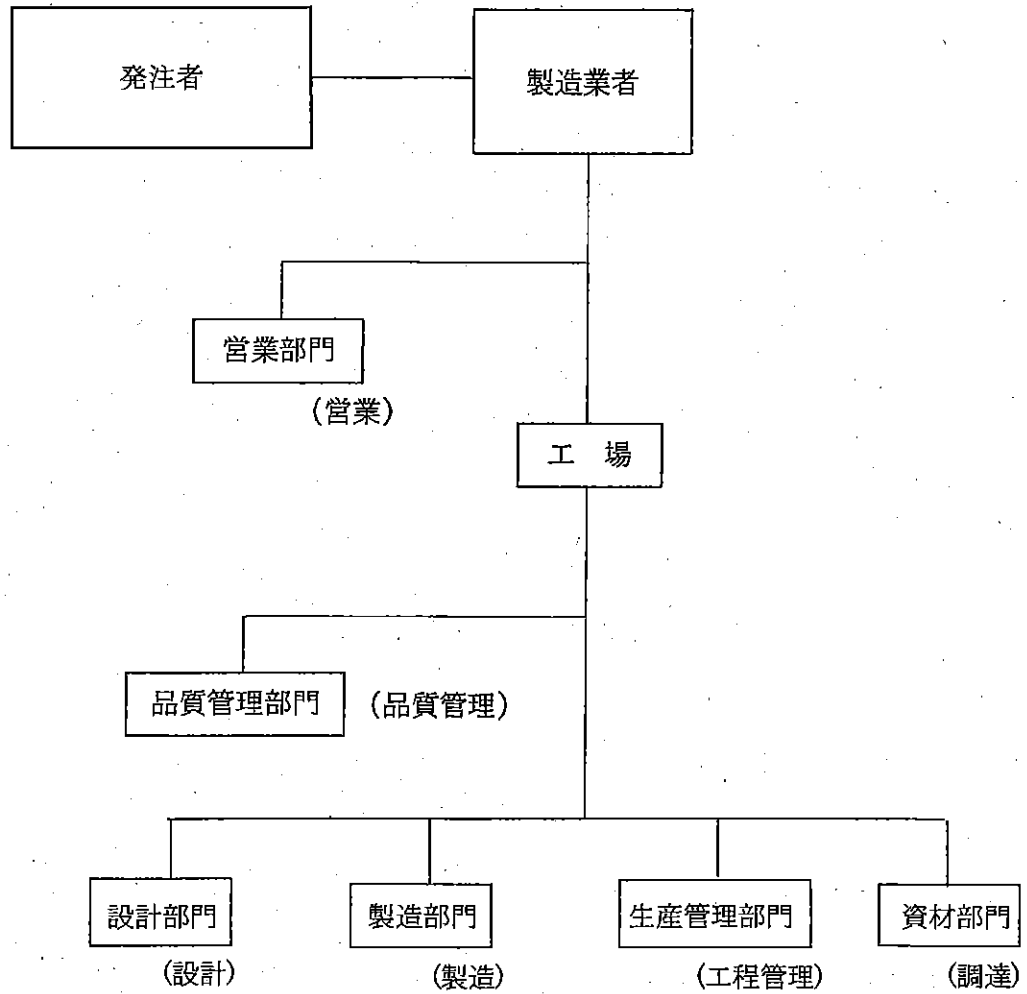 発注者
製造業者
営業部門
(営業)
工 場
品質管理部門
(品質管理)
設計部門
製造部門
生産管理部門
資材部門
(設計)
(製造)
(工程管理)
(調達)